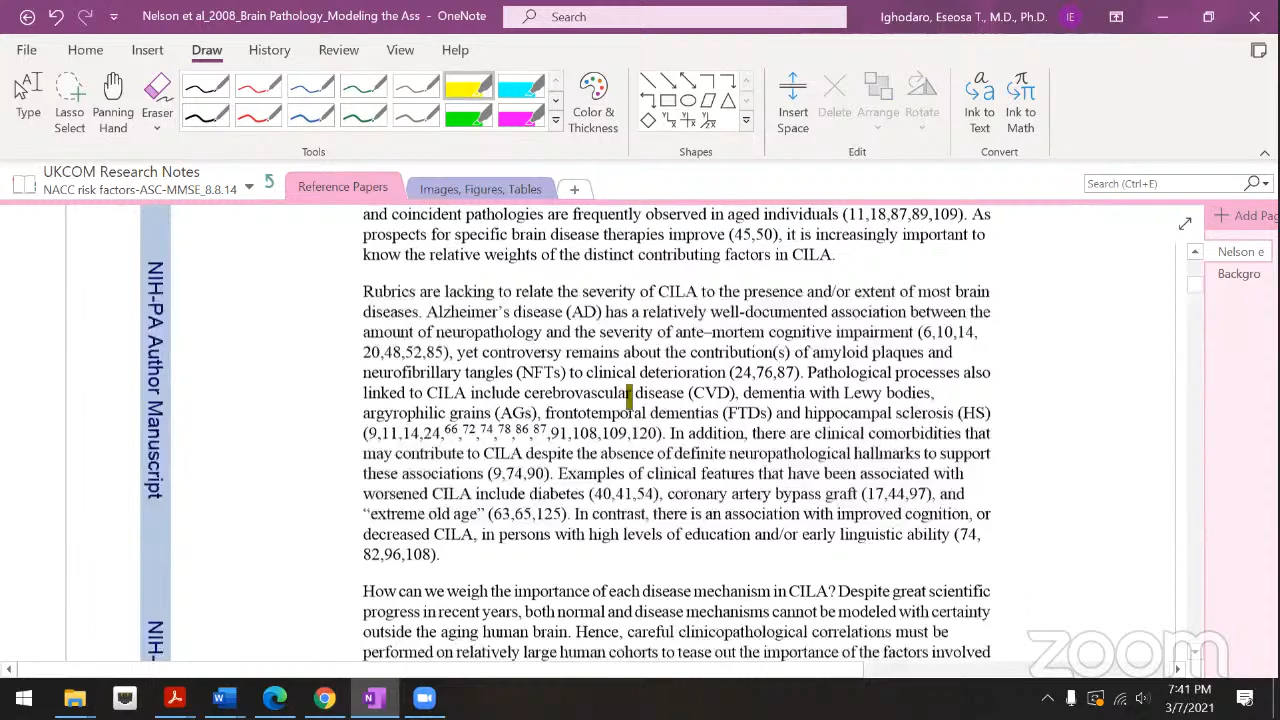 Nelson et al_2008_Brain Pathology_Modeling the Ass - OneNote
Search
Ighodaro, Eseosa T., M.D., Ph.D.
IE
File Home Insert Draw History Review View Help
Type
Lasso Select
Panning Hand
Eraser
Color & Thickness
Insert Space
Delete
Arrange
Rotate
Ink to Text
Ink to Math
Tools
Shapes
Edit
Convert
UKCOM Research Notes
NACC risk factors-ASC-MMSE_8.8.14
Reference Papers
Images, Figures, Tables
Search (Ctrl+E)
Add Pag
Nelson e
Backgro
NIH-PA Author Manuscript
NIH-
and coincident pathologies are frequently observed in aged individuals (11,18,87,89,109). As
prospects for specific brain disease therapies improve (45,50), it is increasingly important to
know the relative weights of the distinct contributing factors in CILA.
Rubrics are lacking to relate the severity of CILA to the presence and/or extent of most brain
diseases. Alzheimer's disease (AD) has a relatively well-documented association between the
amount of neuropathology and the severity of ante–mortem cognitive impairment (6,10,14,
20,48,52,85), yet controversy remains about the contribution(s) of amyloid plaques and
neurofibrillary tangles (NFTs) to clinical deterioration (24,76,87). Pathological processes also
linked to CILA include cerebrovascular disease (CVD), dementia with Lewy bodies,
argyrophilic grains (AGs), frontotemporal dementias (FTDs) and hippocampal sclerosis (HS)
(9,11,14,24,66,72,74,78,86,87,91,108,109,120). In addition, there are clinical comorbidities that
may contribute to CILA despite the absence of definite neuropathological hallmarks to support
these associations (9,74,90). Examples of clinical features that have been associated with
worsened CILA include diabetes (40,41,54), coronary artery bypass graft (17,44,97), and
“extreme old age” (63,65,125). In contrast, there is an association with improved cognition, or
decreased CILA, in persons with high levels of education and/or early linguistic ability (74,
82,96,108).
How can we weigh the importance of each disease mechanism in CILA? Despite great scientific
progress in recent years, both normal and disease mechanisms cannot be modeled with certainty
outside the aging human brain. Hence, careful clinicopathological correlations must be
performed on relatively large human cohorts to tease out the importance of the factors involved
zoom
7:41 PM
3/7/2021